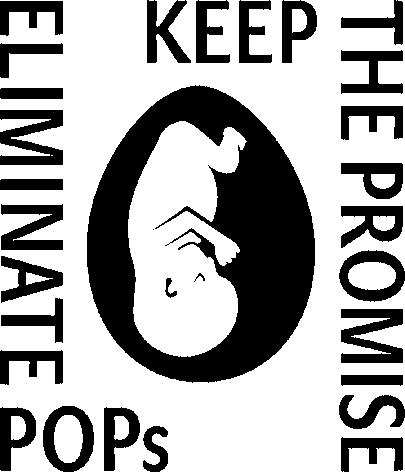 KEEP
THE PROMISE
ELIMINATE
POPs